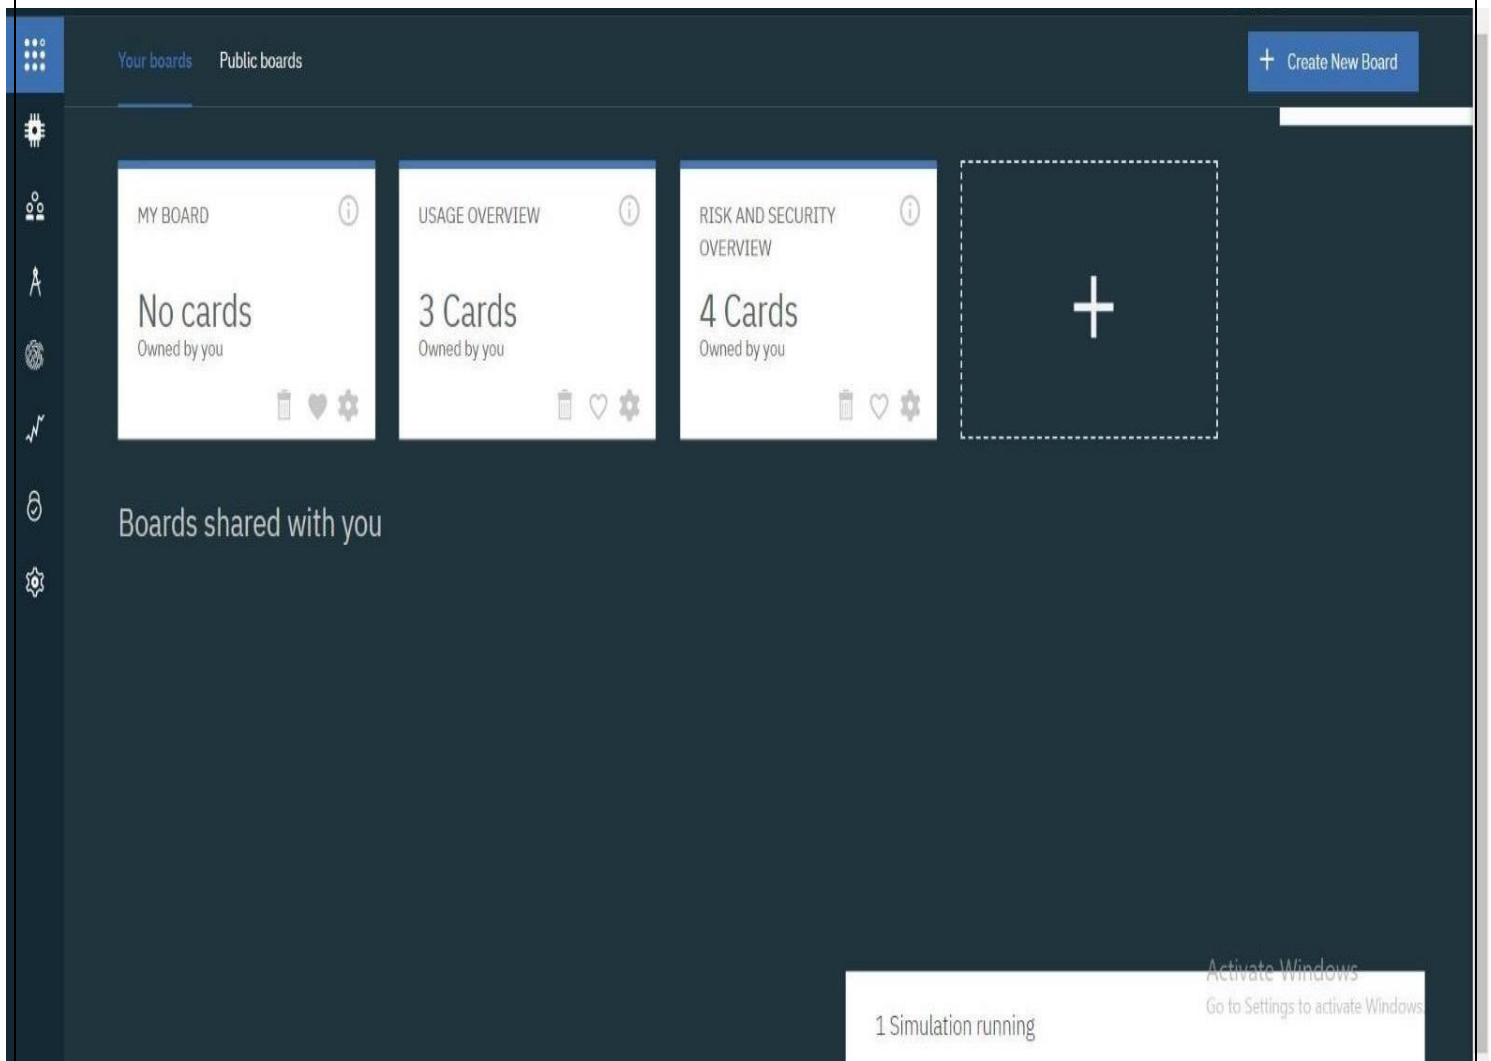 Your boards
Public boards
+ Create New Board
MY BOARD
No cards
Owned by you
USAGE OVERVIEW
3 Cards
Owned by you
RISK AND SECURITY
OVERVIEW
4 Cards
Owned by you
Boards shared with you
1 Simulation running
Activate Windows
Go to Settings to activate Windows.